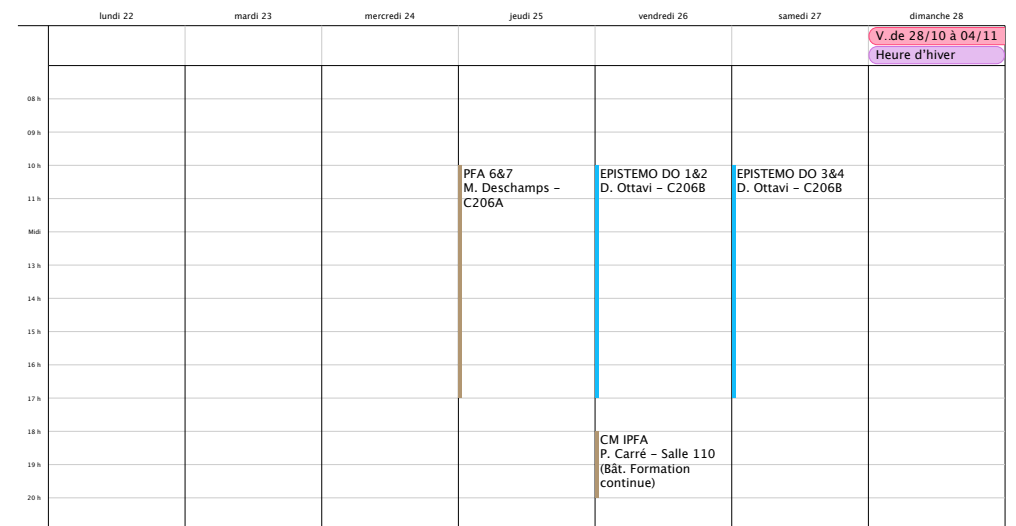 lundi 22
mardi 23
mercredi 24
jeudi 25
vendredi 26
samedi 27
dimanche 28
V..de 28/10 à 04/11
Heure d'hiver
08 h
09 h
10 h
11 h
Midi
13 h
14 h
15 h
16 h
17 h
18 h
19 h
20 h
PFA 6&7
M. Deschamps –
C206A
EPISTEMO DO 1&2
D. Ottavi – C206B
EPISTEMO DO 3&4
D. Ottavi – C206B
CM IPFA
P. Carré – Salle 110
(Bât. Formation
continue)